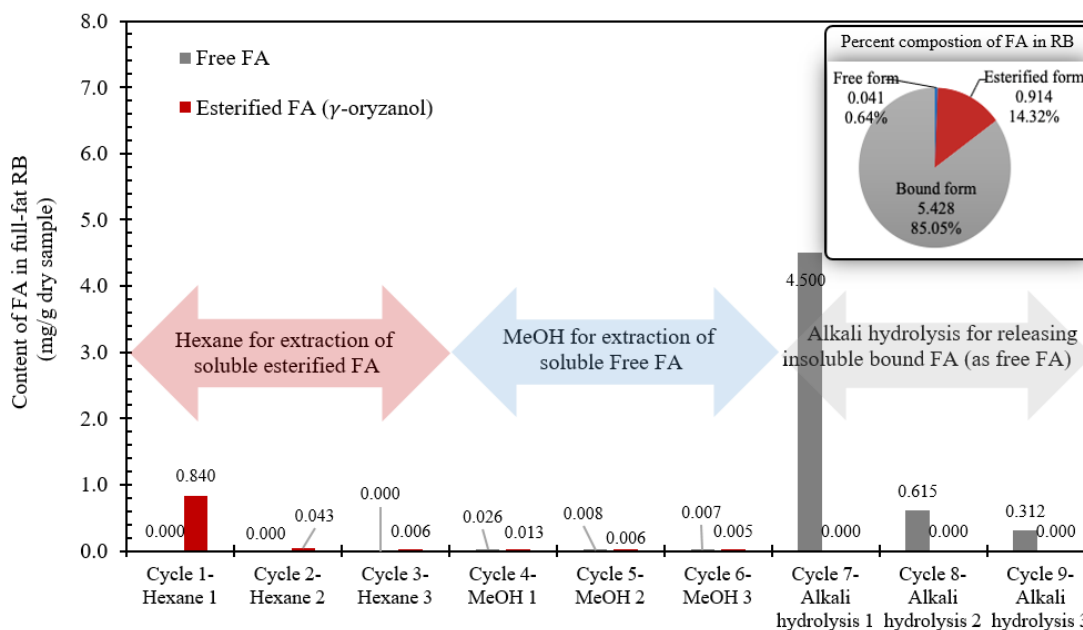 8.0
7.0
6.0
5.0
4.0
3.0
2.0
1.0
0.0
Content of FA in full-fat RB
(mg/g dry sample)
Free FA
Esterified FA (γ-oryzanol)
Percent compostion of FA in RB
Free form
0.041
0.64%
Esterified form
0.914
14.32%
Bound form
5.428
85.05%
Hexane for extraction of
soluble esterified FA
MeOH for extraction of
soluble Free FA
Alkali hydrolysis for releasing
insoluble bound FA (as free FA)
0.000
0.840
0.000
0.043
0.000
0.006
0.026
0.013
0.008
0.006
0.007
0.005
4.500
0.000
0.615
0.000
0.312
0.000
Cycle 1-
Hexane 1
Cycle 2-
Hexane 2
Cycle 3-
Hexane 3
Cycle 4-
MeOH 1
Cycle 5-
MeOH 2
Cycle 6-
MeOH 3
Cycle 7-
Alkali
hydrolysis 1
Cycle 8-
Alkali
hydrolysis 2
Cycle 9-
Alkali
hydrolysis 3